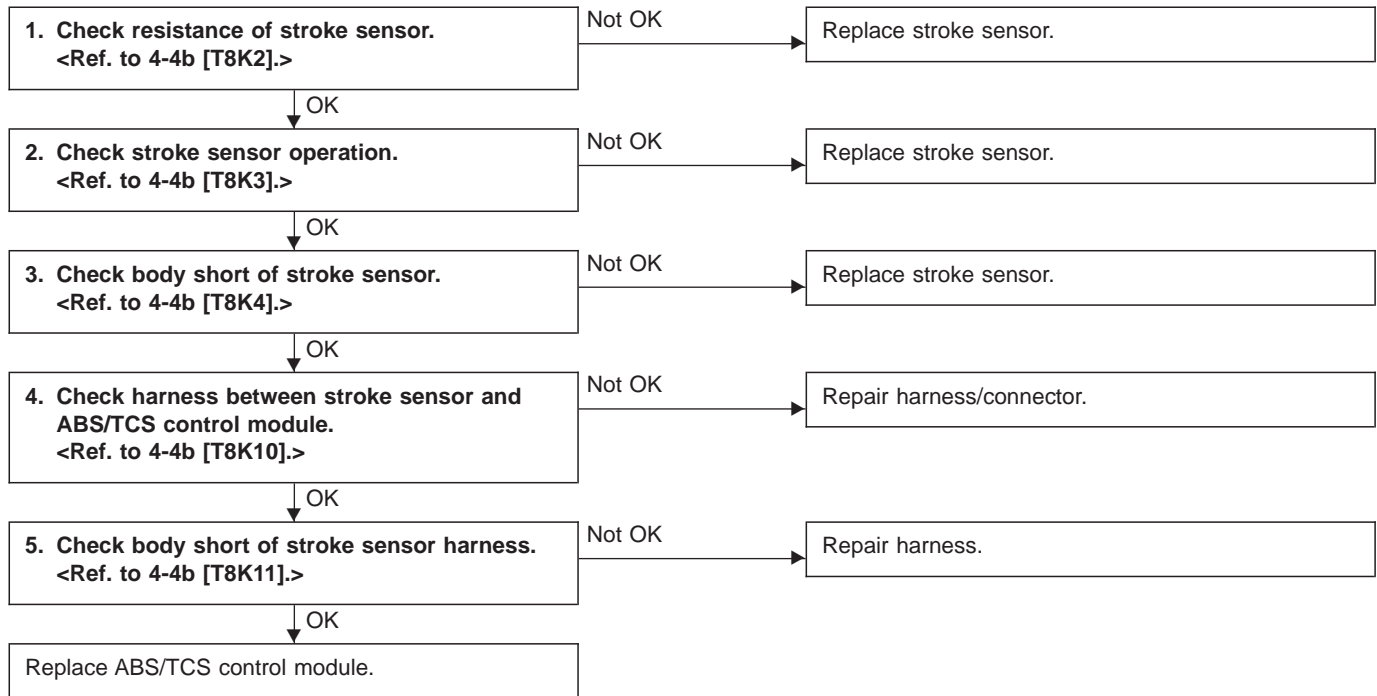 1. Check resistance of stroke sensor.
<Ref. to 4-4b [T8K2].>
Not OK
Replace stroke sensor.
OK
2. Check stroke sensor operation.
<Ref. to 4-4b [T8K3].>
Not OK
Replace stroke sensor.
OK
3. Check body short of stroke sensor.
<Ref. to 4-4b [T8K4].>
Not OK
Replace stroke sensor.
OK
4. Check harness between stroke sensor and
ABS/TCS control module.
<Ref. to 4-4b [T8K10].>
Not OK
Repair harness/connector.
OK
5. Check body short of stroke sensor harness.
<Ref. to 4-4b [T8K11].>
Not OK
Repair harness.
OK
Replace ABS/TCS control module.